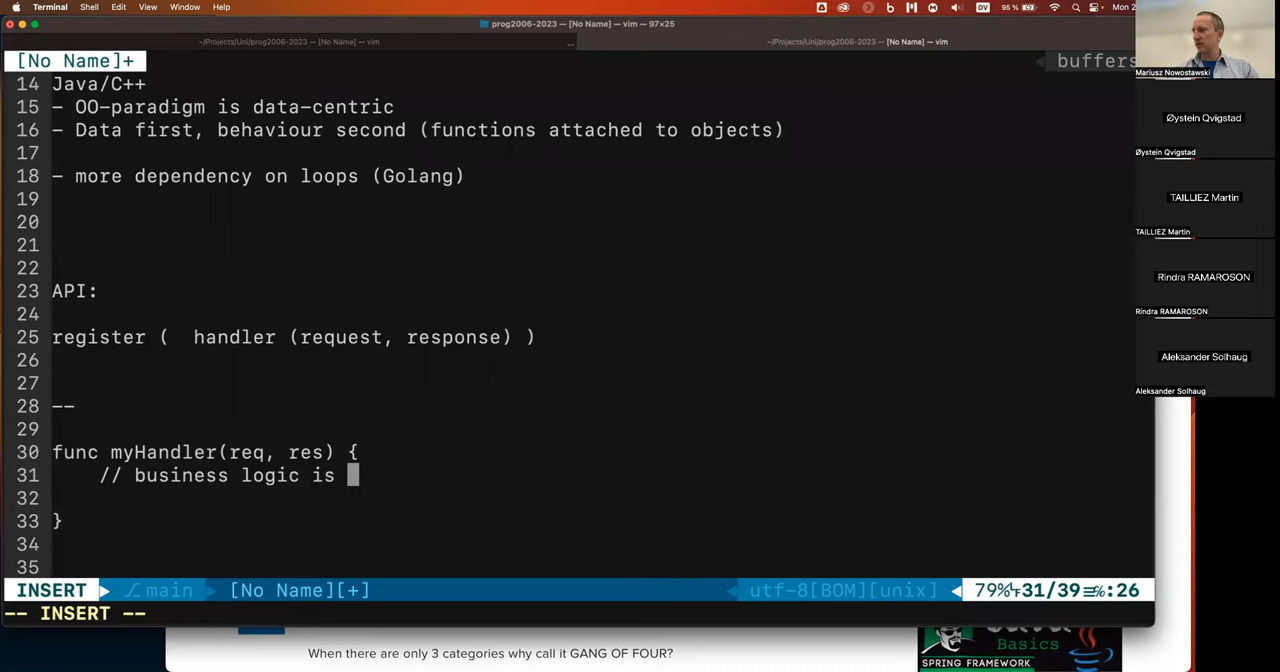 Terminal Shell Edit View Window Help
95 %
Mon 2
prog2006-2023 — [No Name] — vim — 97×25
~/Projects/Uni/prog2006-2023 — [No Name] — vim
...
~/Projects/Uni/prog2006-2023 — [No Name] — vim
[No Name]+
buffers
14 Java/C++
15 - OO-paradigm is data-centric
16 - Data first, behaviour second (functions attached to objects)
17
18 - more dependency on loops (Golang)
19
20
21
22
23 API:
24
25 register ( handler (request, response) )
26
27
28 --
29
30 func myHandler(req, res) {
31 // business logic is
32
33 }
34
35
INSERT main [No Name][+] utf-8[BOM][unix] 79% 31/39 :26
-- INSERT --
Mariusz Nowostawski
Øystein Qvigstad
Øystein Qvigstad
TAILLIEZ Martin
TAILLIEZ Martin
Rindra RAMAROSON
Rindra RAMAROSON
Aleksander Solhaug
Aleksander Solhaug
When there are only 3 categories why call it GANG OF FOUR?
Basics
SPRING FRAMEWORK